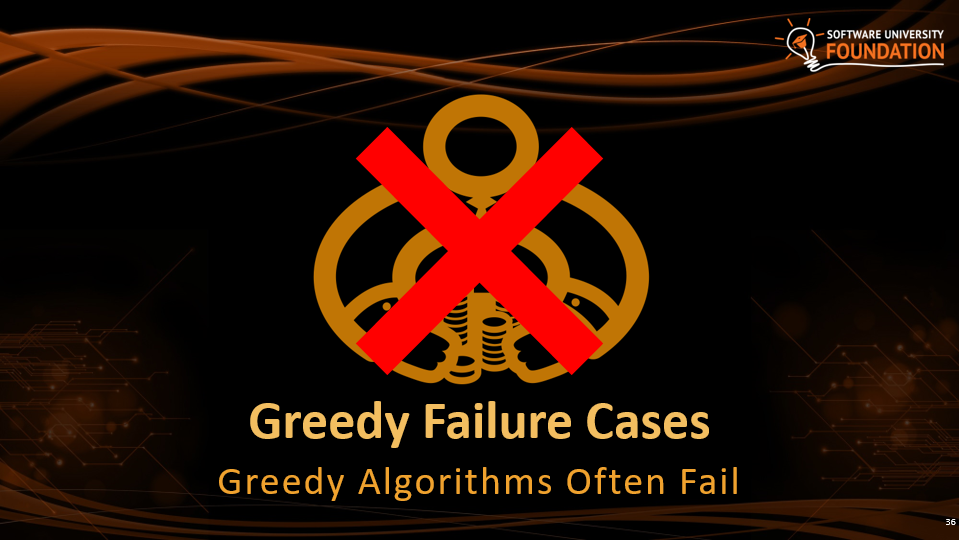 SOFTWARE UNIVERSITY
FOUNDATION
Greedy Failure Cases
Greedy Algorithms Often Fail
36